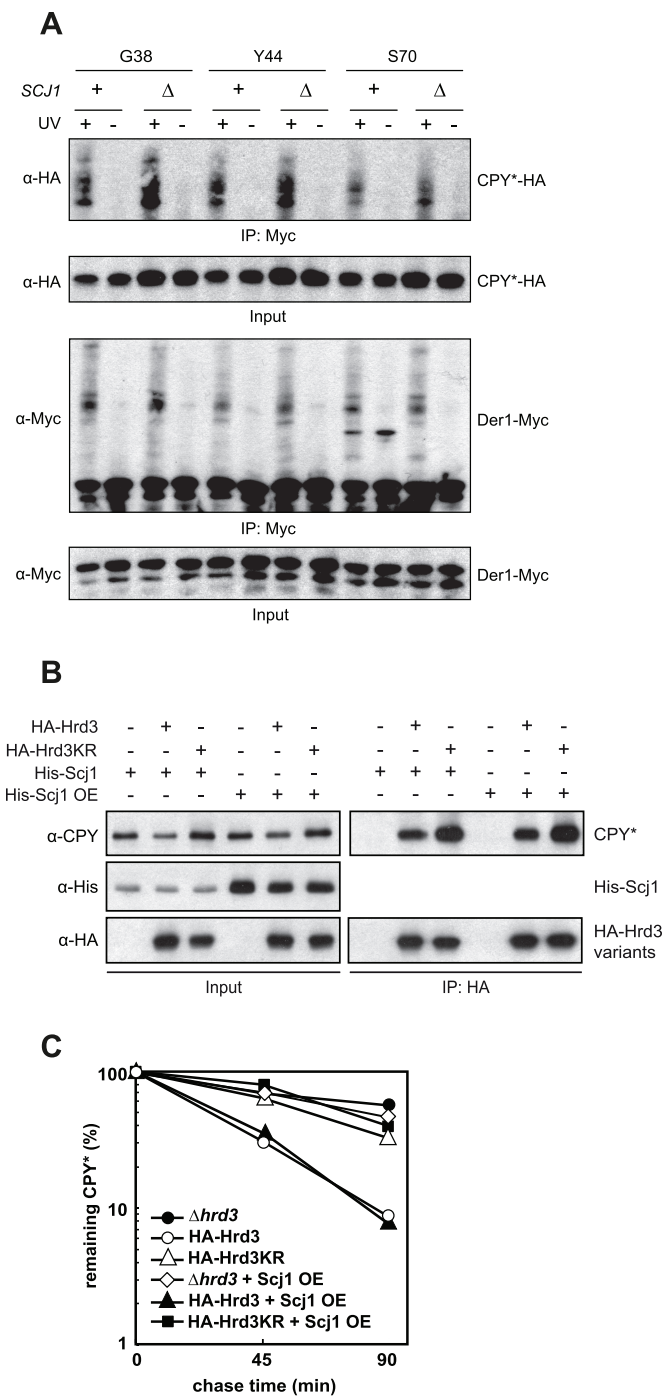 A
G38 Y44 S70
SCJ1 + Δ + Δ + Δ
UV + - + - + - + - + - + -
α-HA CPY*-HA
IP: Myc
α-HA CPY*-HA
Input
α-Myc Der1-Myc
IP: Myc
α-Myc Der1-Myc
Input
B
HA-Hrd3 - + - - + - - + - - + -
HA-Hrd3KR - - + - - + - - + - - +
His-Scj1 + + + - - - + + + - - -
His-Scj1 OE - - - + + + - - - + + +
α-CPY CPY*
α-His His-Scj1
α-HA HA-Hrd3
variants
Input IP: HA
C
remaining CPY* (%)
100
10
1
Δhrd3
HA-Hrd3
HA-Hrd3KR
Δhrd3 + Scj1 OE
HA-Hrd3 + Scj1 OE
HA-Hrd3KR + Scj1 OE
0 45 90
chase time (min)